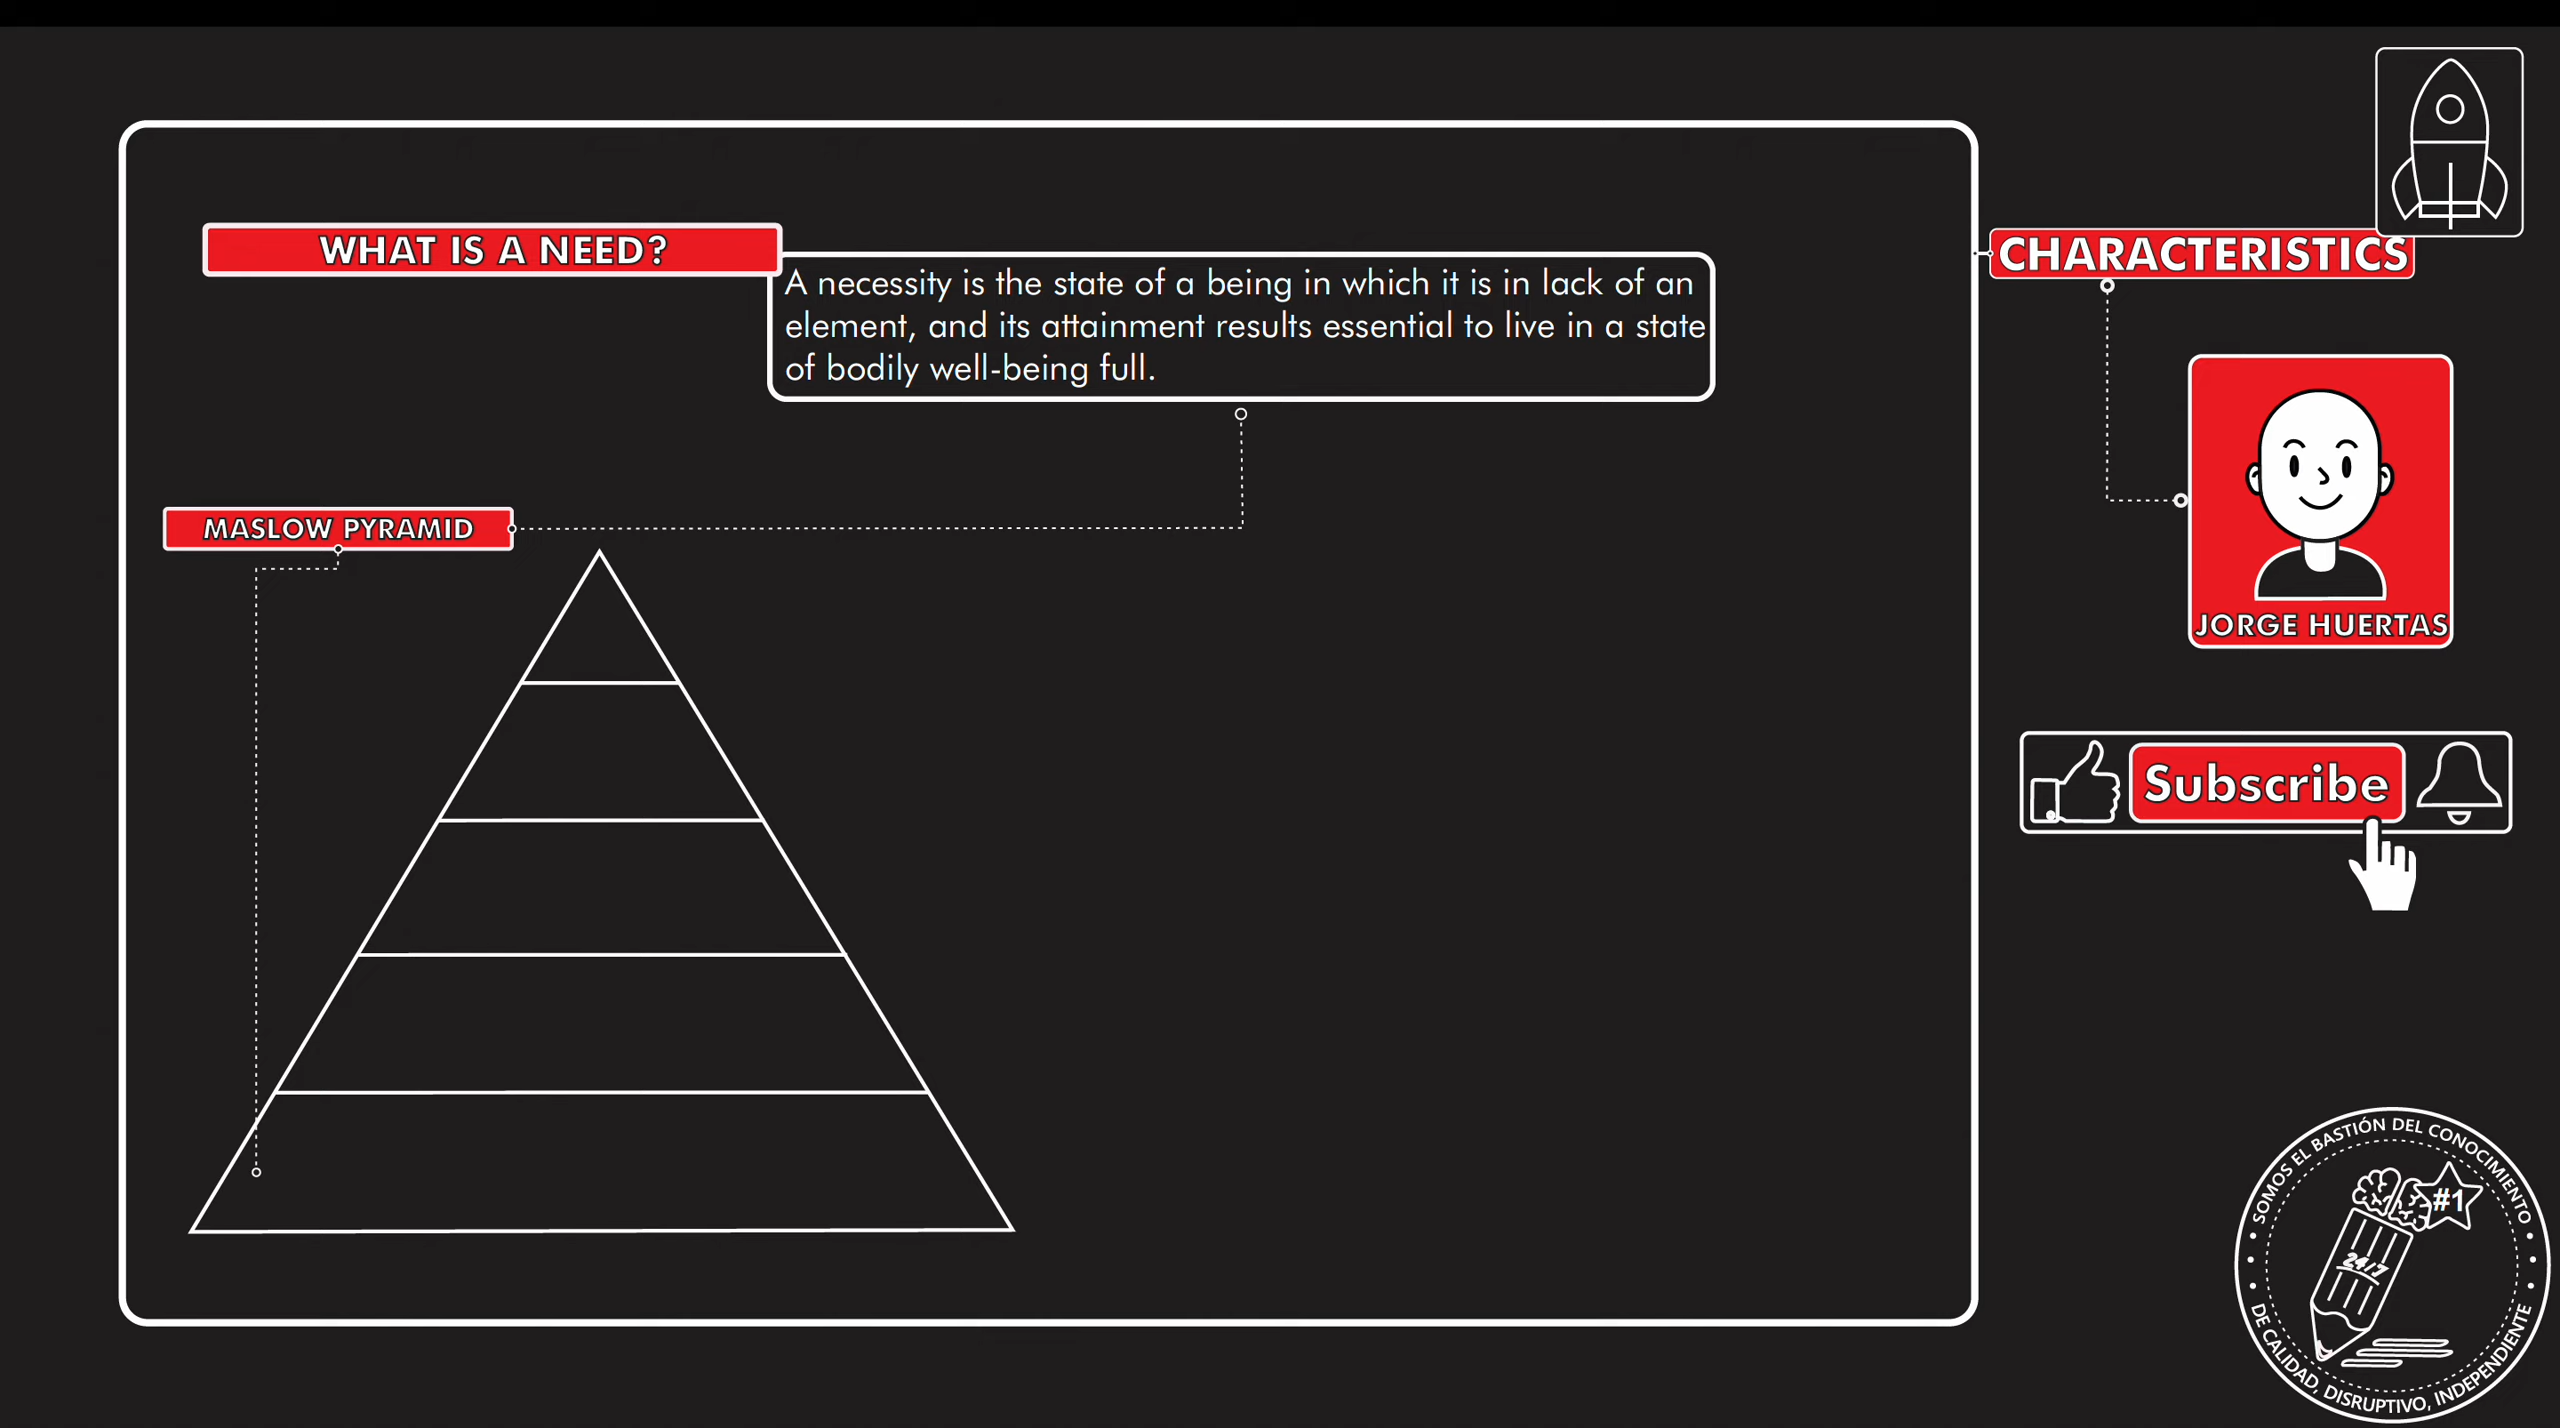 WHAT IS A NEED?
A necessity is the state of a being in which it is in lack of an
element, and its attainment results essential to live in a state
of bodily well-being full.
MASLOW PYRAMID
CHARACTERISTICS
JORGE HUERTAS
Subscribe
SOMOS EL BASTIÓN DEL CONOCIMIENTO
#1
24/7
DE CALIDAD, DISRUPTIVO, INDEPENDIENTE